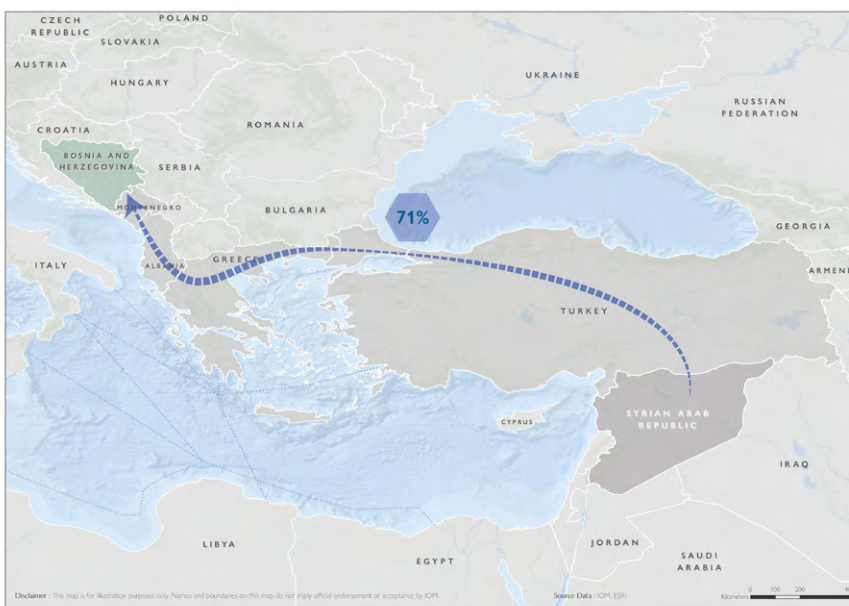 CZECH
REPUBLIC
POLAND
SLOVAKIA
AUSTRIA
HUNGARY
UKRAINE
ROMANIA
RUSSIAN
FEDERATION
CROATIA
BOSNIA AND
HERZEGOVINA
SERBIA
MONTENEGRO
BULGARIA
71%
GEORGIA
ITALY
ALBANIA
GREECE
ARMENI
TURKEY
SYRIAN ARAB
REPUBLIC
CYPRUS
IRAQ
LIBYA
JORDAN
EGYPT
SAUDI
ARABIA
Disclaimer : This map is for illustration purposes only. Names and boundaries on this map do not imply official endorsement or acceptance by IOM.
Source Data : IOM, ESRI
0 100 200 400
Kilometers